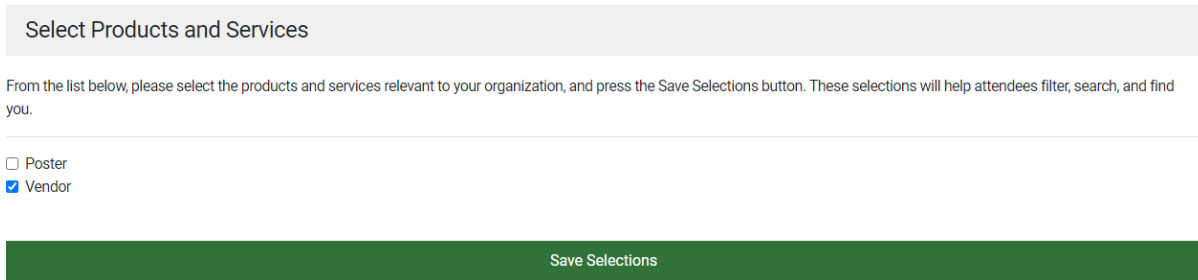 Select Products and Services
From the list below, please select the products and services relevant to your organization, and press the Save Selections button. These selections will help attendees filter, search, and find
you.
Poster
Vendor
Save Selections